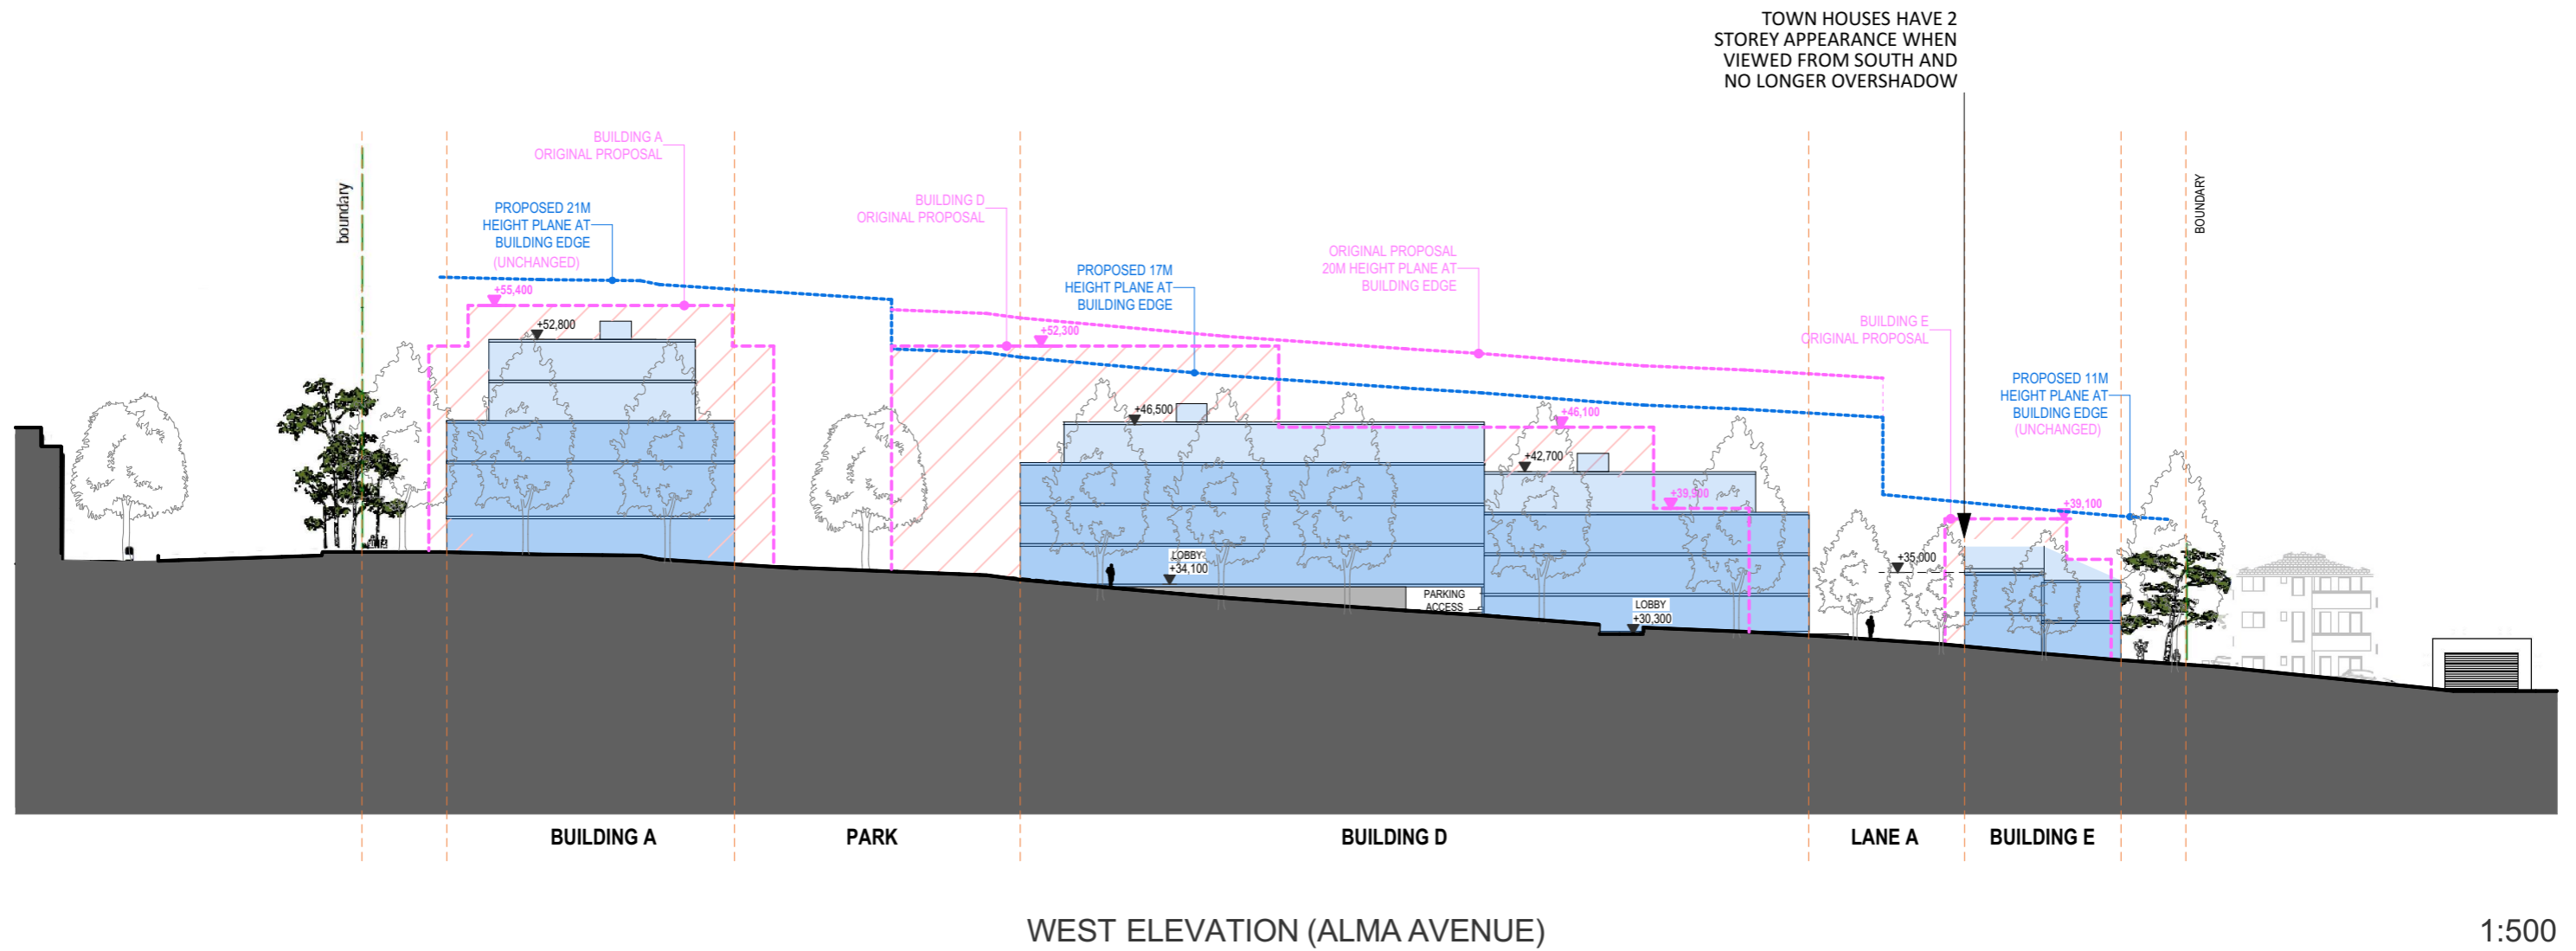 TOWN HOUSES HAVE 2
STOREY APPEARANCE WHEN
VIEWED FROM SOUTH AND
NO LONGER OVERSHADOW
boundary
BUILDING A
ORIGINAL PROPOSAL
PROPOSED 21M
HEIGHT PLANE AT
BUILDING EDGE
(UNCHANGED)
+55,400
+52,800
BUILDING D
ORIGINAL PROPOSAL
+52,300
PROPOSED 17M
HEIGHT PLANE AT
BUILDING EDGE
ORIGINAL PROPOSAL
20M HEIGHT PLANE AT
BUILDING EDGE
+46,500
+46,100
+42,700
+39,900
LOBBY
+34,100
PARKING
ACCESS
LOBBY
+30,300
BUILDING E
ORIGINAL PROPOSAL
+35,000
+39,100
PROPOSED 11M
HEIGHT PLANE AT
BUILDING EDGE
(UNCHANGED)
BOUNDARY
BUILDING A
PARK
BUILDING D
LANE A
BUILDING E
WEST ELEVATION (ALMA AVENUE)
1:500